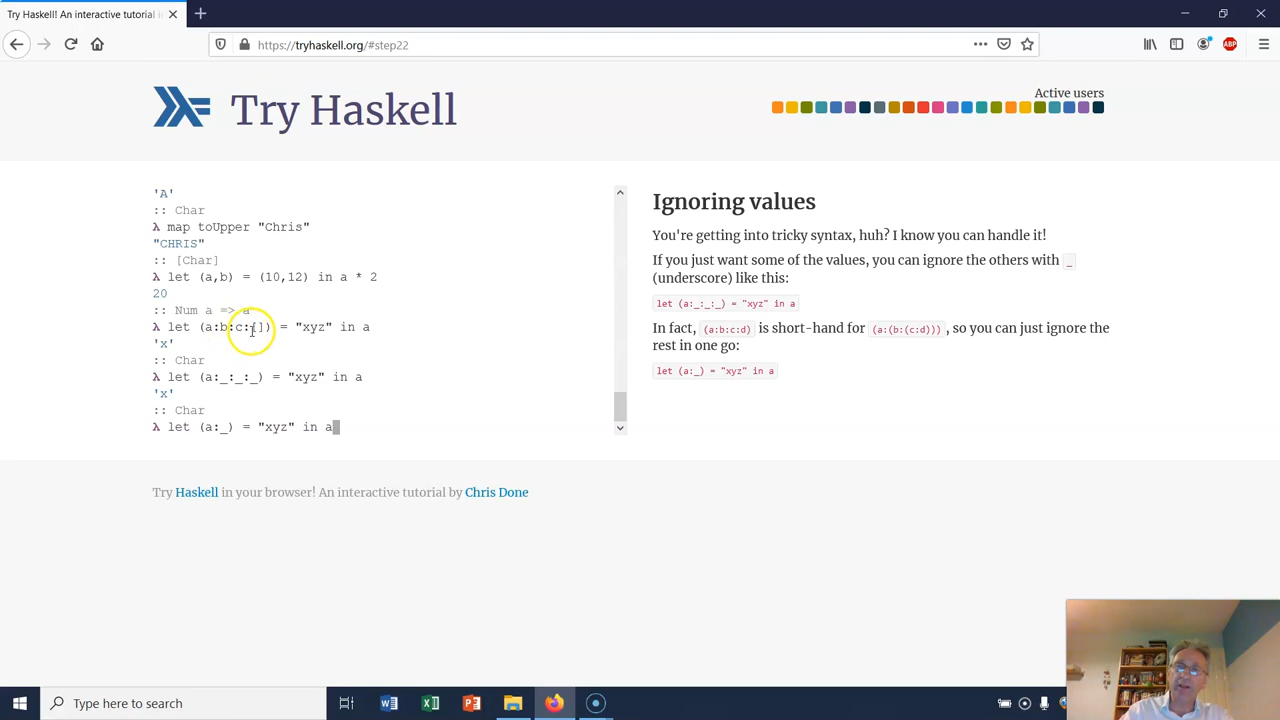 Try Haskell! An interactive tutorial i
https://tryhaskell.org/#step22
ABP
Try Haskell
Active users
'A'
:: Char
λ map toUpper "Chris"
"CHRIS"
:: [Char]
λ let (a,b) = (10,12) in a * 2
20
:: Num a => a
λ let (a:b:c:[]) = "xyz" in a
'x'
:: Char
λ let (a:_:_:_) = "xyz" in a
'x'
:: Char
λ let (a:_) = "xyz" in a
Ignoring values
You're getting into tricky syntax, huh? I know you can handle it!
If you just want some of the values, you can ignore the others with _
(underscore) like this:
let (a:_:_:_) = "xyz" in a
In fact, (a:b:c:d) is short-hand for (a:(b:(c:d))), so you can just ignore the
rest in one go:
let (a:_) = "xyz" in a
Try Haskell in your browser! An interactive tutorial by Chris Done
Type here to search